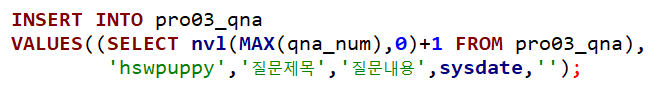 INSERT INTO pro03_qna
VALUES((SELECT nvl(MAX(qna_num),0)+1 FROM pro03_qna),
'hswpuppy','질문제목','질문내용',sysdate,'');